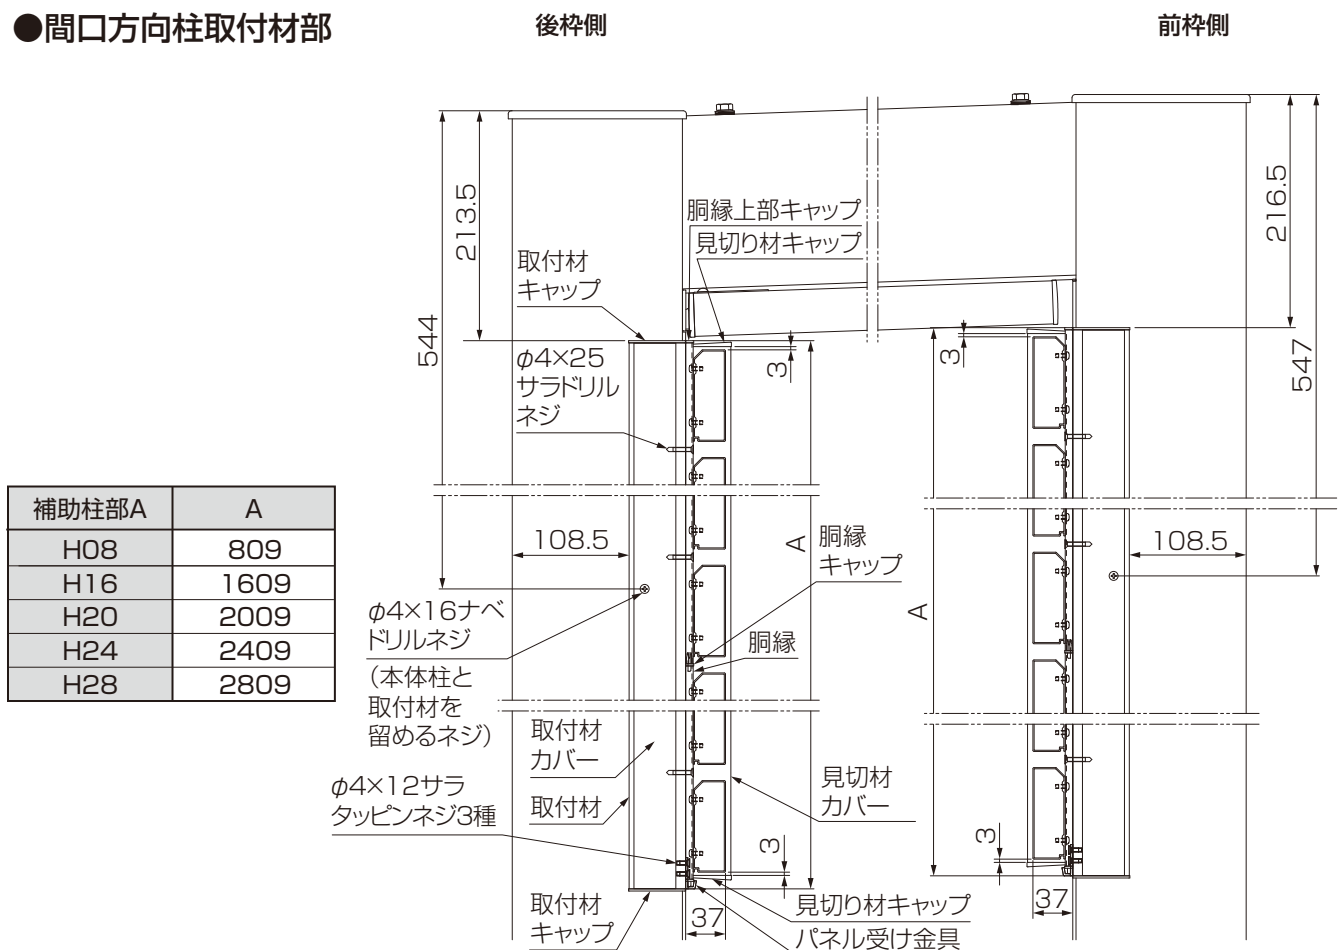 ●間口方向柱取付材部
後枠側
前枠側
213.5
544
216.5
547
胴縁上部キャップ
見切り材キャップ
取付材
キャップ
3
3
φ4×25
サラドリル
ネジ
補助柱部A A
H08 809
H16 1609
H20 2009
H24 2409
H28 2809
108.5
A
胴縁
キャップ
108.5
A
φ4×16ナベ
ドリルネジ
(本体柱と
取付材を
留めるネジ)
胴縁
取付材
カバー
見切材
カバー
φ4×12サラ
タッピンネジ3種
取付材
3
3
取付材
キャップ
37
見切り材キャップ
パネル受け金具
37